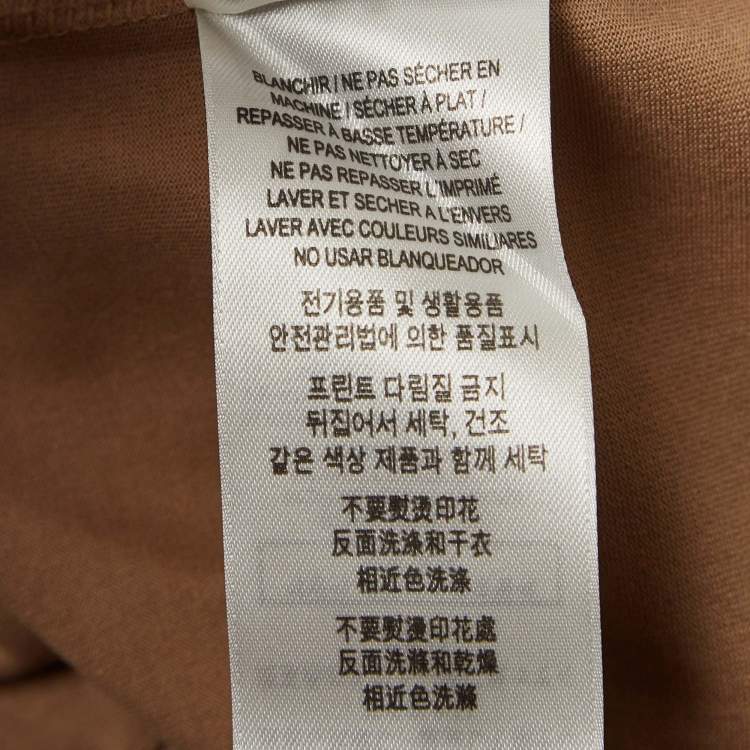 BLANCHIR / NE PAS SÉCHER EN
MACHINE / SÉCHER À PLAT /
REPASSER À BASSE TEMPÉRATURE /
NE PAS NETTOYER À SEC
NE PAS REPASSER L'IMPRIMÉ
LAVER ET SECHER A L'ENVERS
LAVER AVEC COULEURS SIMILIARES
NO USAR BLANQUEADOR
전기용품 및 생활용품
안전관리법에 의한 품질표시
프린트 다림질 금지
뒤집어서 세탁, 건조
같은 색상 제품과 함께 세탁
不要熨烫印花
反面洗涤和干衣
相近色洗涤
不要熨燙印花處
反面洗滌和乾燥
相近色洗滌